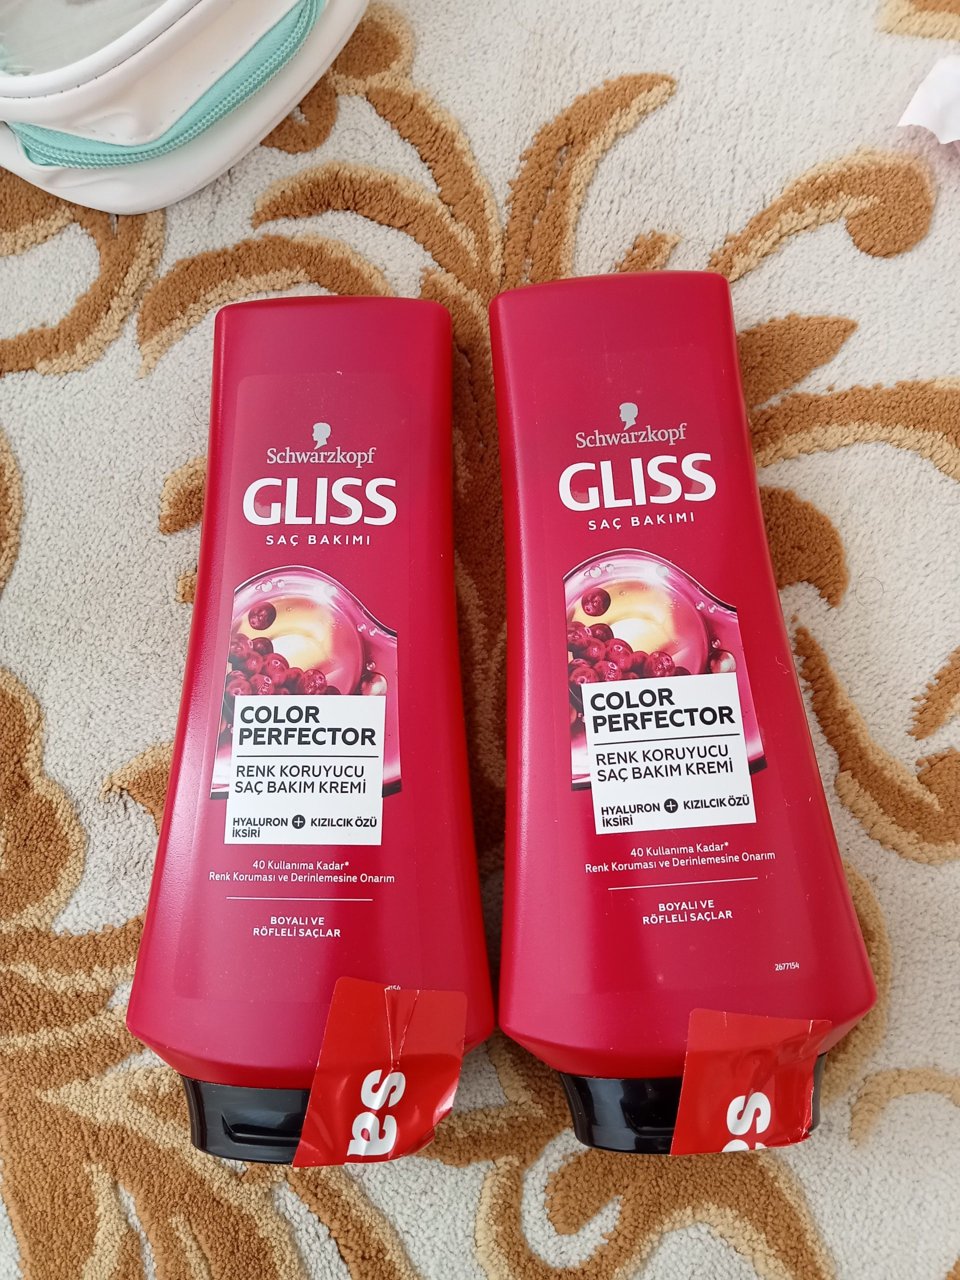 Schwarzkopf
GLISS
SAÇ BAKIMI
COLOR
PERFECTOR
RENK KORUYUCU
SAÇ BAKIM KREMİ
HYALURON + KIZILCIK ÖZÜ
İKSİRİ
40 Kullanıma Kadar*
Renk Koruması ve Derinlemesine Onarım
BOYALI VE
RÖFLELİ SAÇLAR
sa
Schwarzkopf
GLISS
SAÇ BAKIMI
COLOR
PERFECTOR
RENK KORUYUCU
SAÇ BAKIM KREMİ
HYALURON + KIZILCIK ÖZÜ
İKSİRİ
40 Kullanıma Kadar*
Renk Koruması ve Derinlemesine Onarım
BOYALI VE
RÖFLELİ SAÇLAR
2677154